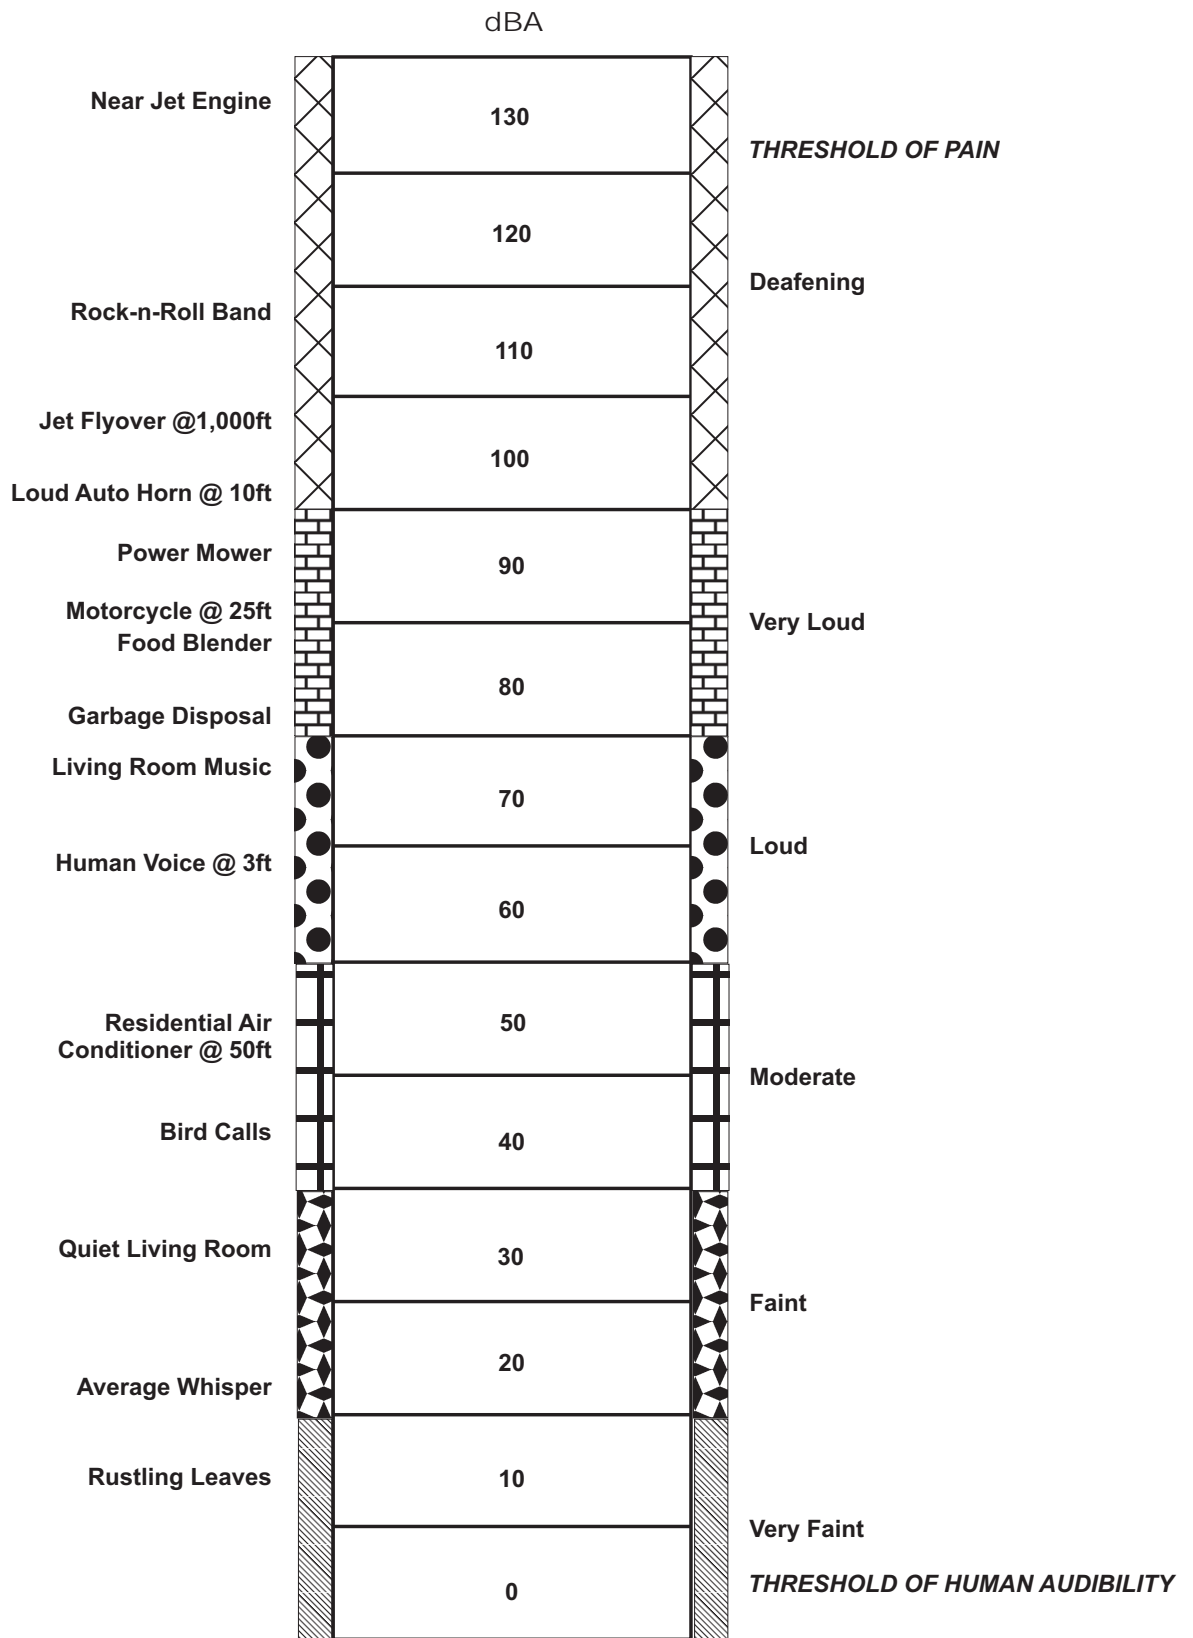 dBA
Near Jet Engine
130
THRESHOLD OF PAIN
120
Deafening
Rock-n-Roll Band
110
Jet Flyover @1,000ft
100
Loud Auto Horn @ 10ft
Power Mower
90
Motorcycle @ 25ft
Very Loud
Food Blender
80
Garbage Disposal
Living Room Music
70
Loud
Human Voice @ 3ft
60
Residential Air
50
Conditioner @ 50ft
Moderate
Bird Calls
40
Quiet Living Room
30
Faint
20
Average Whisper
Rustling Leaves
10
Very Faint
THRESHOLD OF HUMAN AUDIBILITY
0